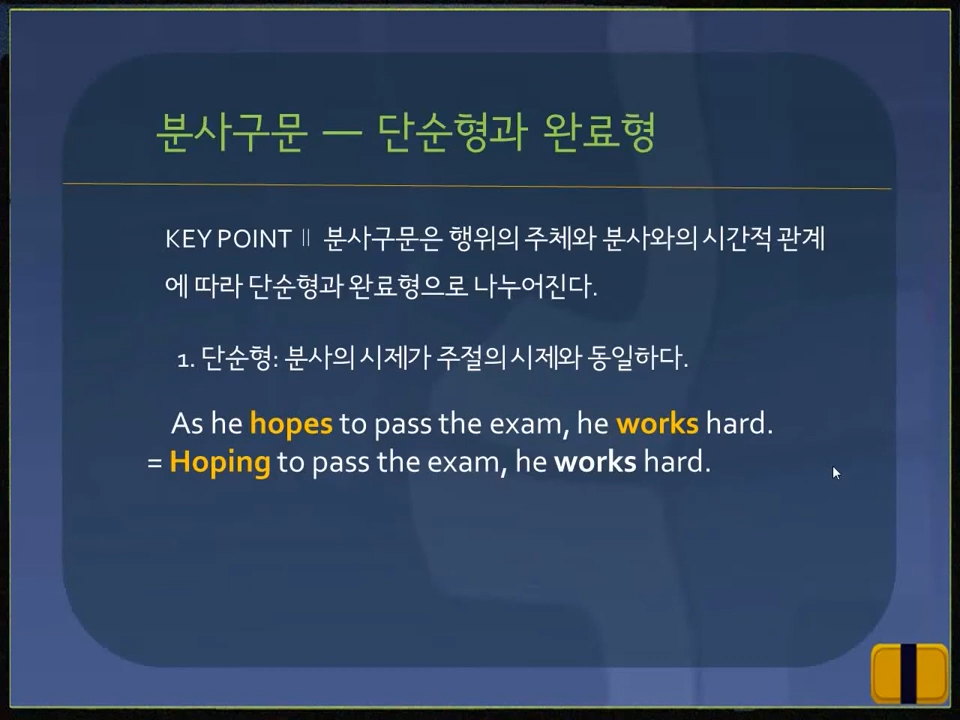 분사구문 — 단순형과 완료형
KEY POINT Ⅱ 분사구문은 행위의 주체와 분사와의 시간적 관계
에 따라 단순형과 완료형으로 나누어진다.
1. 단순형: 분사의 시제가 주절의 시제와 동일하다.
As he hopes to pass the exam, he works hard.
= Hoping to pass the exam, he works hard.